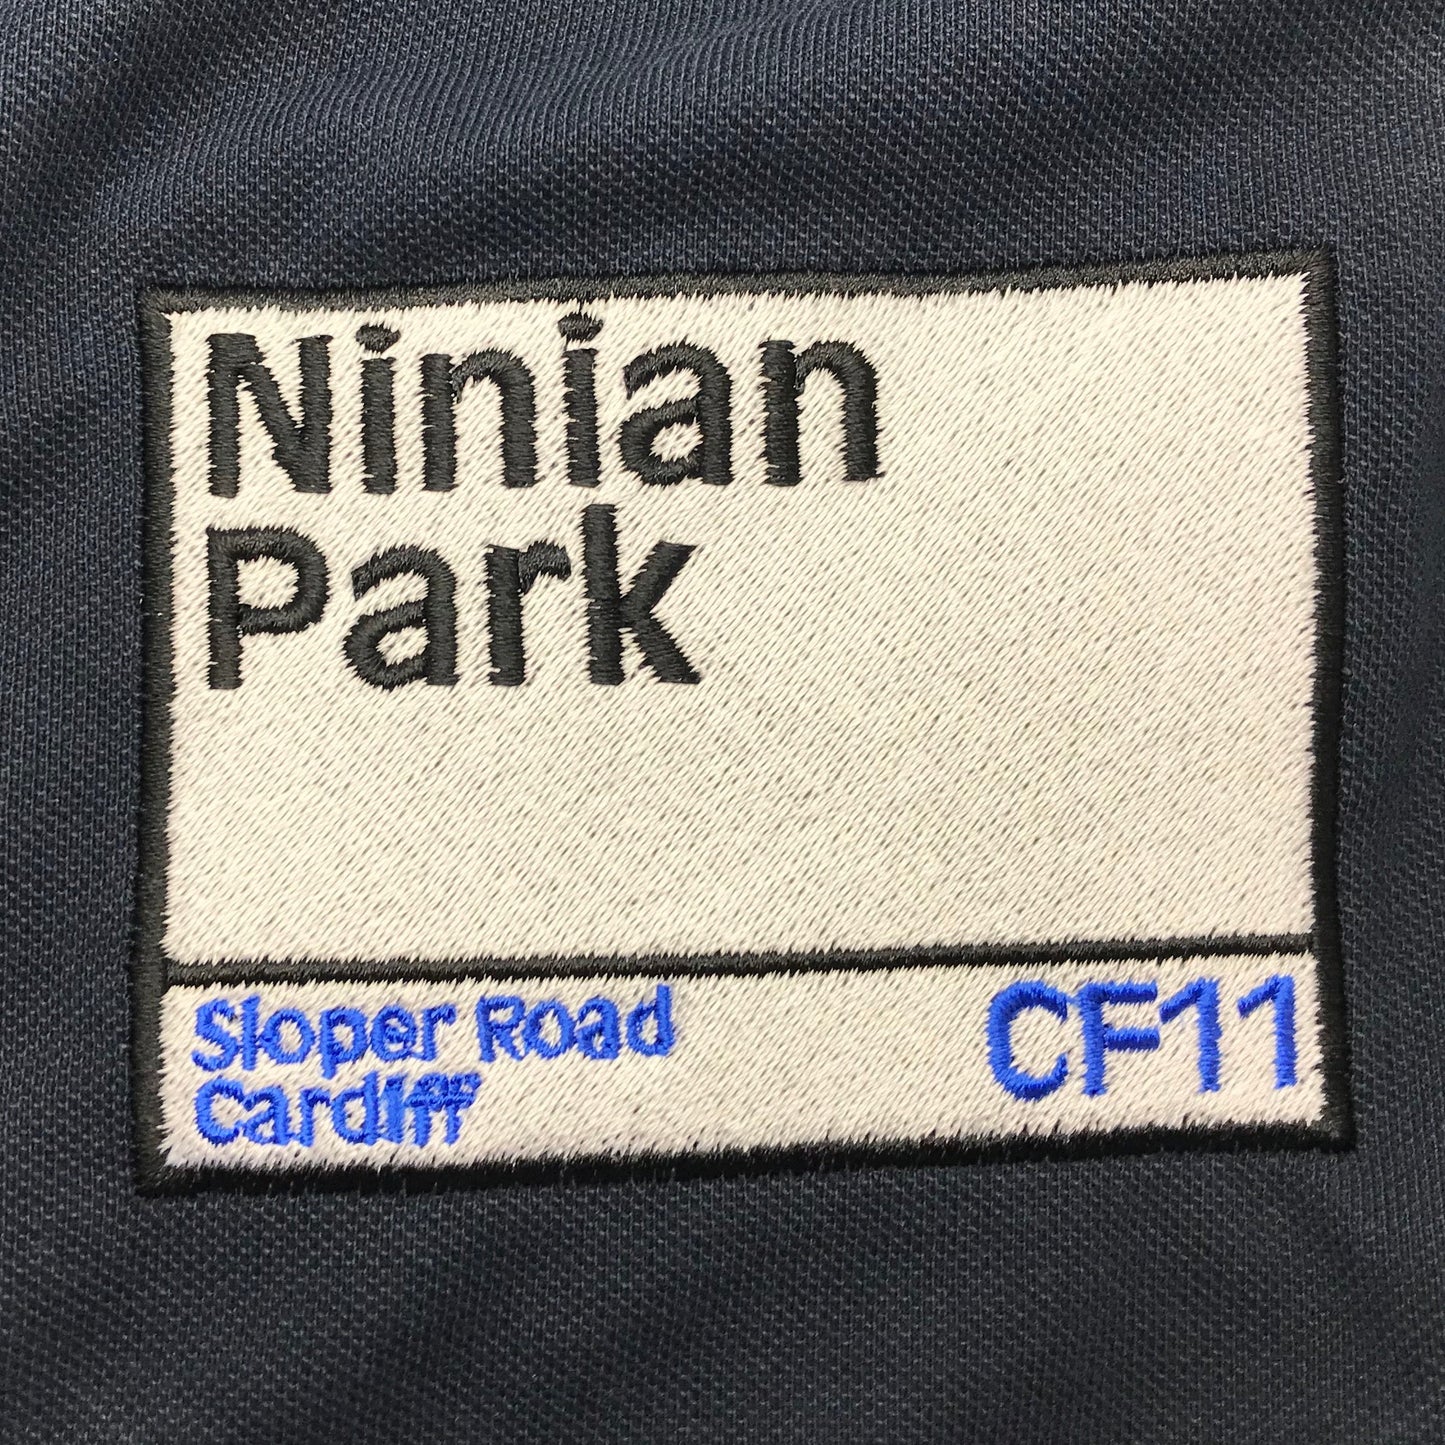 Ninian
Park
Sloper Road
Cardiff
CF11